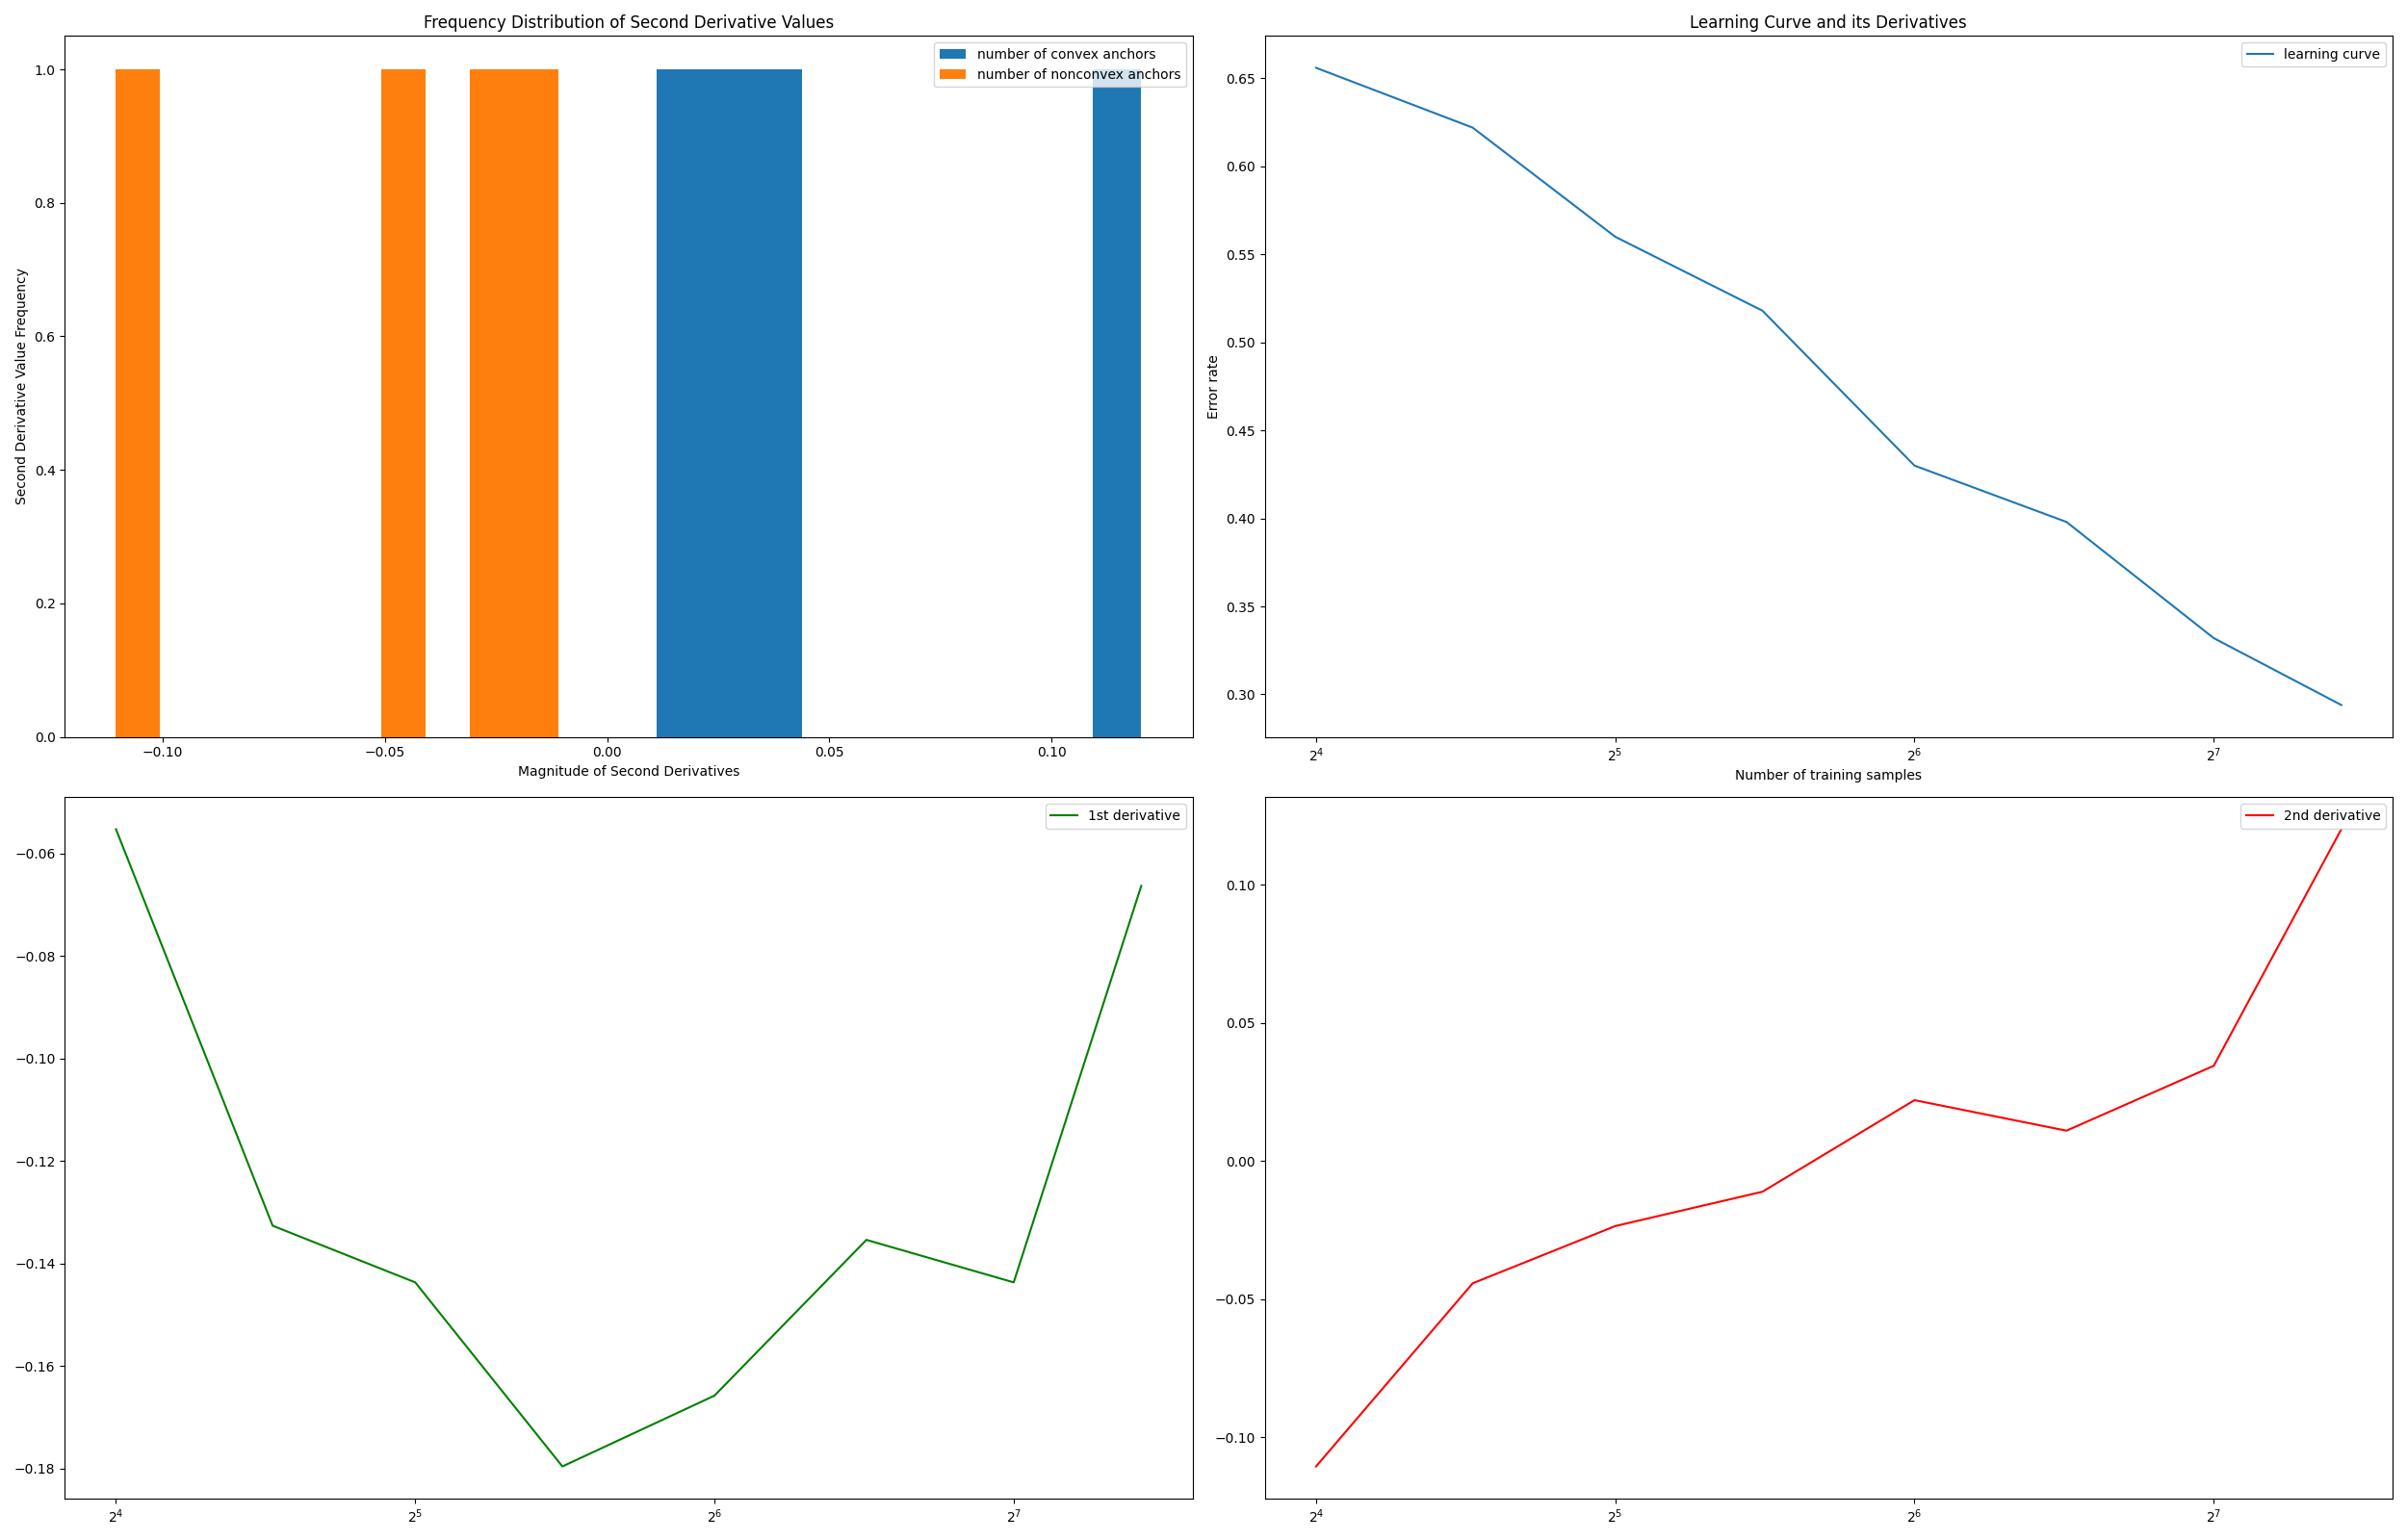 Frequency Distribution of Second Derivative Values
number of convex anchors
number of nonconvex anchors
Second Derivative Value Frequency
1.0
0.8
0.6
0.4
0.2
0.0
−0.10 −0.05 0.00 0.05 0.10
Magnitude of Second Derivatives
Learning Curve and its Derivatives
learning curve
Error rate
0.65
0.60
0.55
0.50
0.45
0.40
0.35
0.30
2⁴ 2⁵ 2⁶ 2⁷
Number of training samples
1st derivative
−0.06
−0.08
−0.10
−0.12
−0.14
−0.16
−0.18
2⁴ 2⁵ 2⁶ 2⁷
2nd derivative
0.10
0.05
0.00
−0.05
−0.10
2⁴ 2⁵ 2⁶ 2⁷